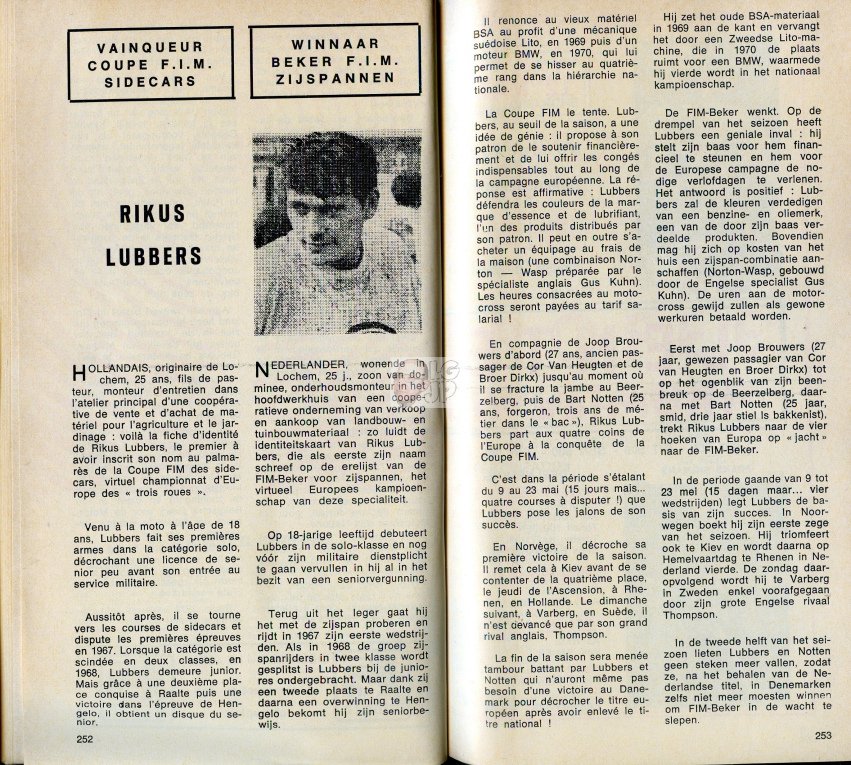 VAINQUEUR
COUPE F.I.M.
SIDECARS
WINNAAR
BEKER F.I.M.
ZIJSPANNEN
RIKUS
LUBBERS
HOLLANDAIS, originaire de Lo-
chem, 25 ans, fils de pas-
teur, monteur d'entretien dans
l'atelier principal d'une coopéra-
tive de vente et d'achat de ma-
tériel pour l'agriculture et le jar-
dinage : voilà la fiche d'identité
de Rikus Lubbers, le premier à
avoir inscrit son nom au palma-
rès de la Coupe FIM des side-
cars, virtuel championnat d'Eu-
rope des « trois roues ».
Venu à la moto à l'âge de 18
ans, Lubbers fait ses premières
armes dans la catégorie solo,
décrochant une licence de se-
nior peu avant son entrée au
service militaire.
Aussitôt après, il se tourne
vers les courses de sidecars et
dispute les premières épreuves
en 1967. Lorsque la catégorie est
scindée en deux classes, en
1968, Lubbers demeure junior.
Mais grâce à une deuxième pla-
ce conquise à Raalte puis une
victoire dans l'épreuve de Hen-
gelo, il obtient un disque du se-
nior.
252
NEDERLANDER, wonende in
Lochem, 25 j., zoon van do-
minee, onderhoudsmonteur in het
hoofdwerkhuis van een coope-
ratieve onderneming van verkoop
en aankoop van landbouw- en
tuinbouwmateriaal : zo luidt de
identiteitskaart van Rikus Lub-
bers, die als eerste zijn naam
schreef op de erelijst van de
FIM-Beker voor zijspannen, het
virtueel Europees kampioen-
schap van deze specialiteit.
Op 18-jarige leeftijd debuteert
Lubbers in de solo-klasse en nog
vóór zijn militaire dienstplicht
te gaan vervullen in hij al in het
bezit van een seniorvergunning.
Terug uit het leger gaat hij
het met de zijspan proberen en
rijdt in 1967 zijn eerste wedstrij-
den. Als in 1968 de groep zij-
spanrijders in twee klasse wordt
gesplitst is Lubbers bij de junio-
res ondergebracht. Maar dank zij
een tweede plaats te Raalte en
daarna een overwinning te Hen-
gelo bekomt hij zijn seniorbe-
wijs.
Il renonce au vieux matériel
BSA au profit d'une mécanique
suédoise Lito, en 1969 puis d'un
moteur BMW, en 1970, qui lui
permet de se hisser au quatriè-
me rang dans la hiérarchie na-
tionale.
La Coupe FIM le tente. Lub-
bers, au seuil de la saison, a une
idée de génie : il propose à son
patron de le soutenir financière-
ment et de lui offrir les congés
indispensables tout au long de
la campagne européenne. La ré-
ponse est affirmative : Lubbers
défendra les couleurs de la mar-
que d'essence et de lubrifiant,
l'un des produits distribués par
son patron. Il peut en outre s'a-
cheter un équipage au frais de
la maison (une combinaison Nor-
ton — Wasp préparée par le
spécialiste anglais Gus Kuhn).
Les heures consacrées au moto-
cross seront payées au tarif sa-
larial !
En compagnie de Joop Brou-
wers d'abord (27 ans, ancien pas-
sager de Cor Van Heugten et de
Broer Dirkx) jusqu'au moment où
il se fracture la jambe au Beer-
zelberg, puis de Bart Notten (25
ans, forgeron, trois ans de mé-
tier dans le « bac »), Rikus Lub-
bers part aux quatre coins de
l'Europe à la conquête de la
Coupe FIM.
C'est dans la période s'étalant
du 9 au 23 mai (15 jours mais...
quatre courses à disputer !) que
Lubbers pose les jalons de son
succès.
En Norvège, il décroche sa
première victoire de la saison.
Il remet cela à Kiev avant de se
contenter de la quatrième place,
le jeudi de l'Ascension, à Rhe-
nen, en Hollande. Le dimanche
suivant, à Varberg, en Suède, il
n'est devancé que par son grand
rival anglais, Thompson.
La fin de la saison sera menée
tambour battant par Lubbers et
Notten qui n'auront même pas
besoin d'une victoire au Dane-
mark pour décrocher le titre eu-
ropéen après avoir enlevé le ti-
tre national !
Hij zet het oude BSA-materiaal
in 1969 aan de kant en vervangt
het door een Zweedse Lito-ma-
chine, die in 1970 de plaats
ruimt voor een BMW, waarmede
hij vierde wordt in het nationaal
kampioenschap.
De FIM-Beker wenkt. Op de
drempel van het seizoen heeft
Lubbers een geniale inval : hij
stelt zijn baas voor hem finan-
cieel te steunen en hem voor
de Europese campagne de no-
dige verlofdagen te verlenen.
Het antwoord is positief : Lub-
bers zal de kleuren verdedigen
van een benzine- en oliemerk,
een van de door zijn baas ver-
deelde produkten. Bovendien
mag hij zich op kosten van het
huis een zijspan-combinatie aan-
schaffen (Norton-Wasp, gebouwd
door de Engelse specialist Gus
Kuhn). De uren aan de motor-
cross gewijd zullen als gewone
werkuren betaald worden.
Eerst met Joop Brouwers (27
jaar, gewezen passagier van Cor
van Heugten en Broer Dirkx) tot
op het ogenblik van zijn been-
breuk op de Beerzelberg, daar-
na met Bart Notten (25 jaar,
smid, drie jaar stiel ls bakkenist),
trekt Rikus Lubbers naar de vier
hoeken van Europa op « jacht »
naar de FIM-Beker.
In de periode gaande van 9 tot
23 mei (15 dagen maar... vier
wedstrijden) legt Lubbers de ba-
sis van zijn succes. In Noor-
wegen boekt hij zijn eerste zege
van het seizoen. Hij triomfeert
ook te Kiev en wordt daarna op
Hemelvaartdag te Rhenen in Ne-
derland vierde. De zondag daar-
opvolgend wordt hij te Varberg
in Zweden enkel voorafgegaan
door zijn grote Engelse rivaal
Thompson.
In de tweede helft van het sei-
zoen lieten Lubbers en Notten
geen steken meer vallen, zodat
ze, na het behalen van de Ne-
derlandse titel, in Denemarken
zelfs niet meer moesten winnen
om FIM-Beker in de wacht te
slepen.
253